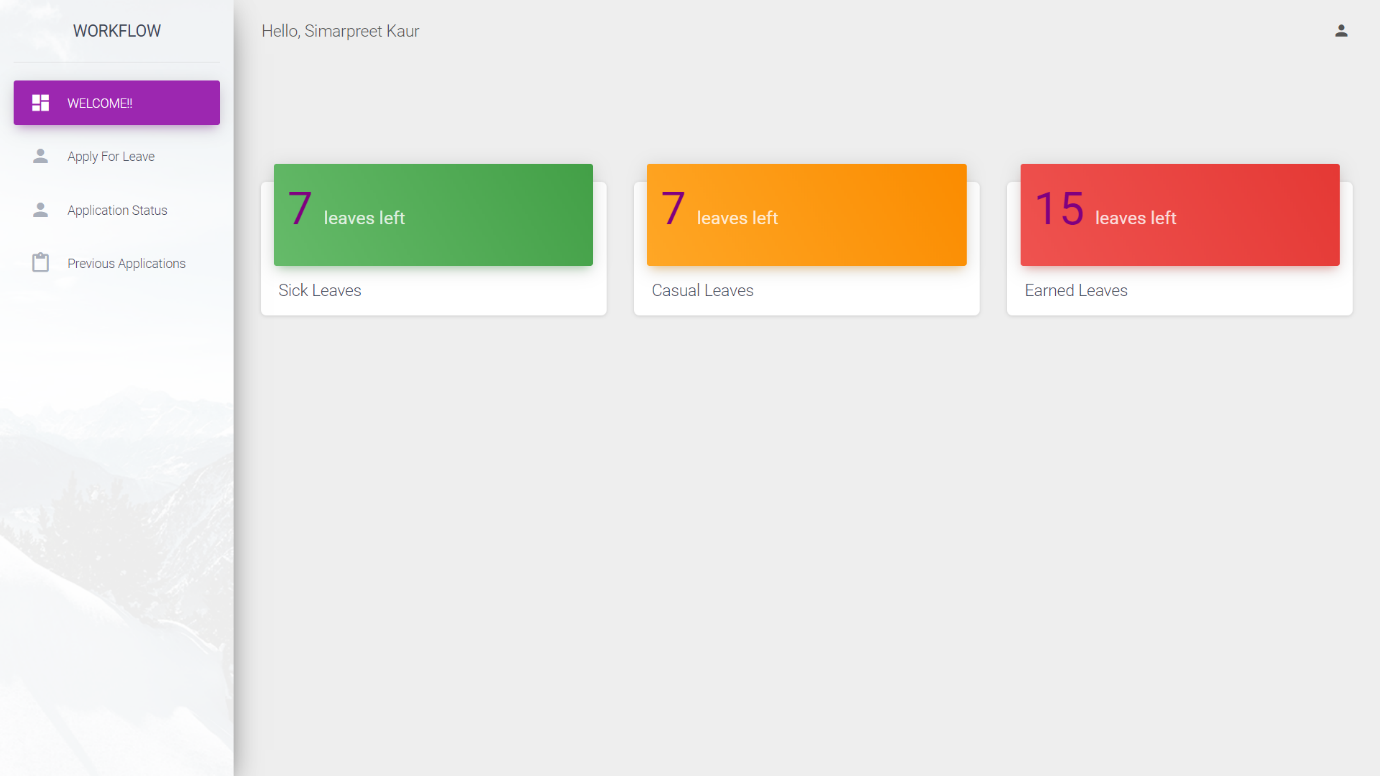 WORKFLOW
WELCOME!!
Apply For Leave
Application Status
Previous Applications
Hello, Simarpreet Kaur
7 leaves left
Sick Leaves
7 leaves left
Casual Leaves
15 leaves left
Earned Leaves